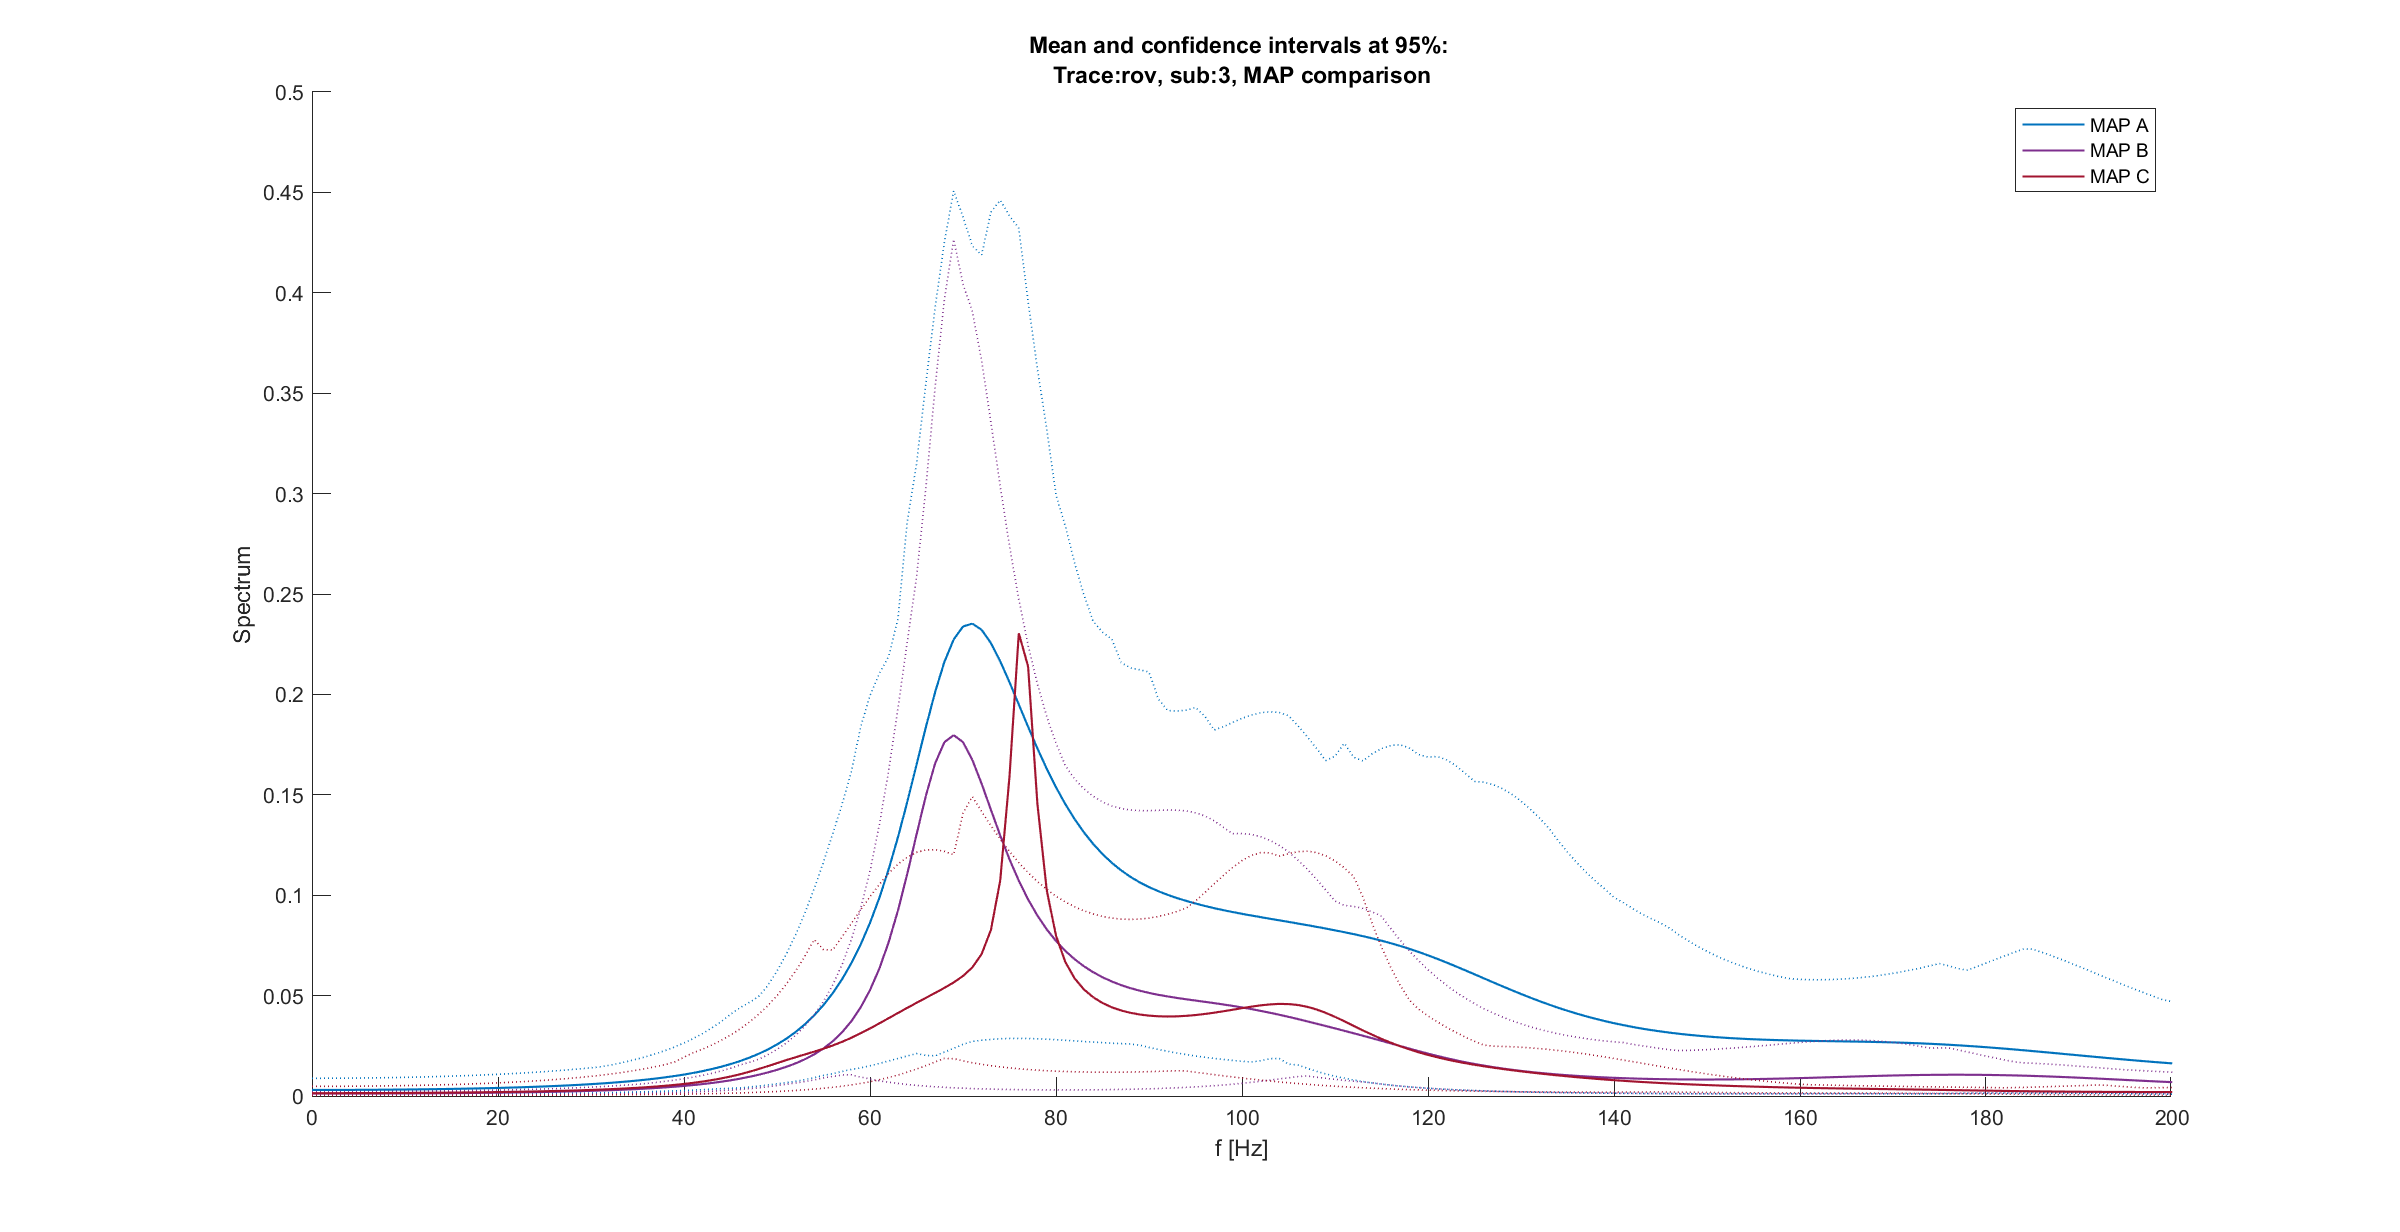 Mean and confidence intervals at 95%:
Trace:rov, sub:3, MAP comparison
MAP A
MAP B
MAP C
0.5
0.45
0.4
0.35
0.3
0.25
0.2
0.15
0.1
0.05
0
Spectrum
0 20 40 60 80 100 120 140 160 180 200
f [Hz]